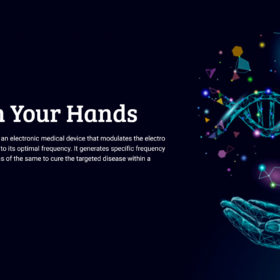 n Your Hands
an electronic medical device that modulates the electro
to its optimal frequency. It generates specific frequency
s of the same to cure the targeted disease within a